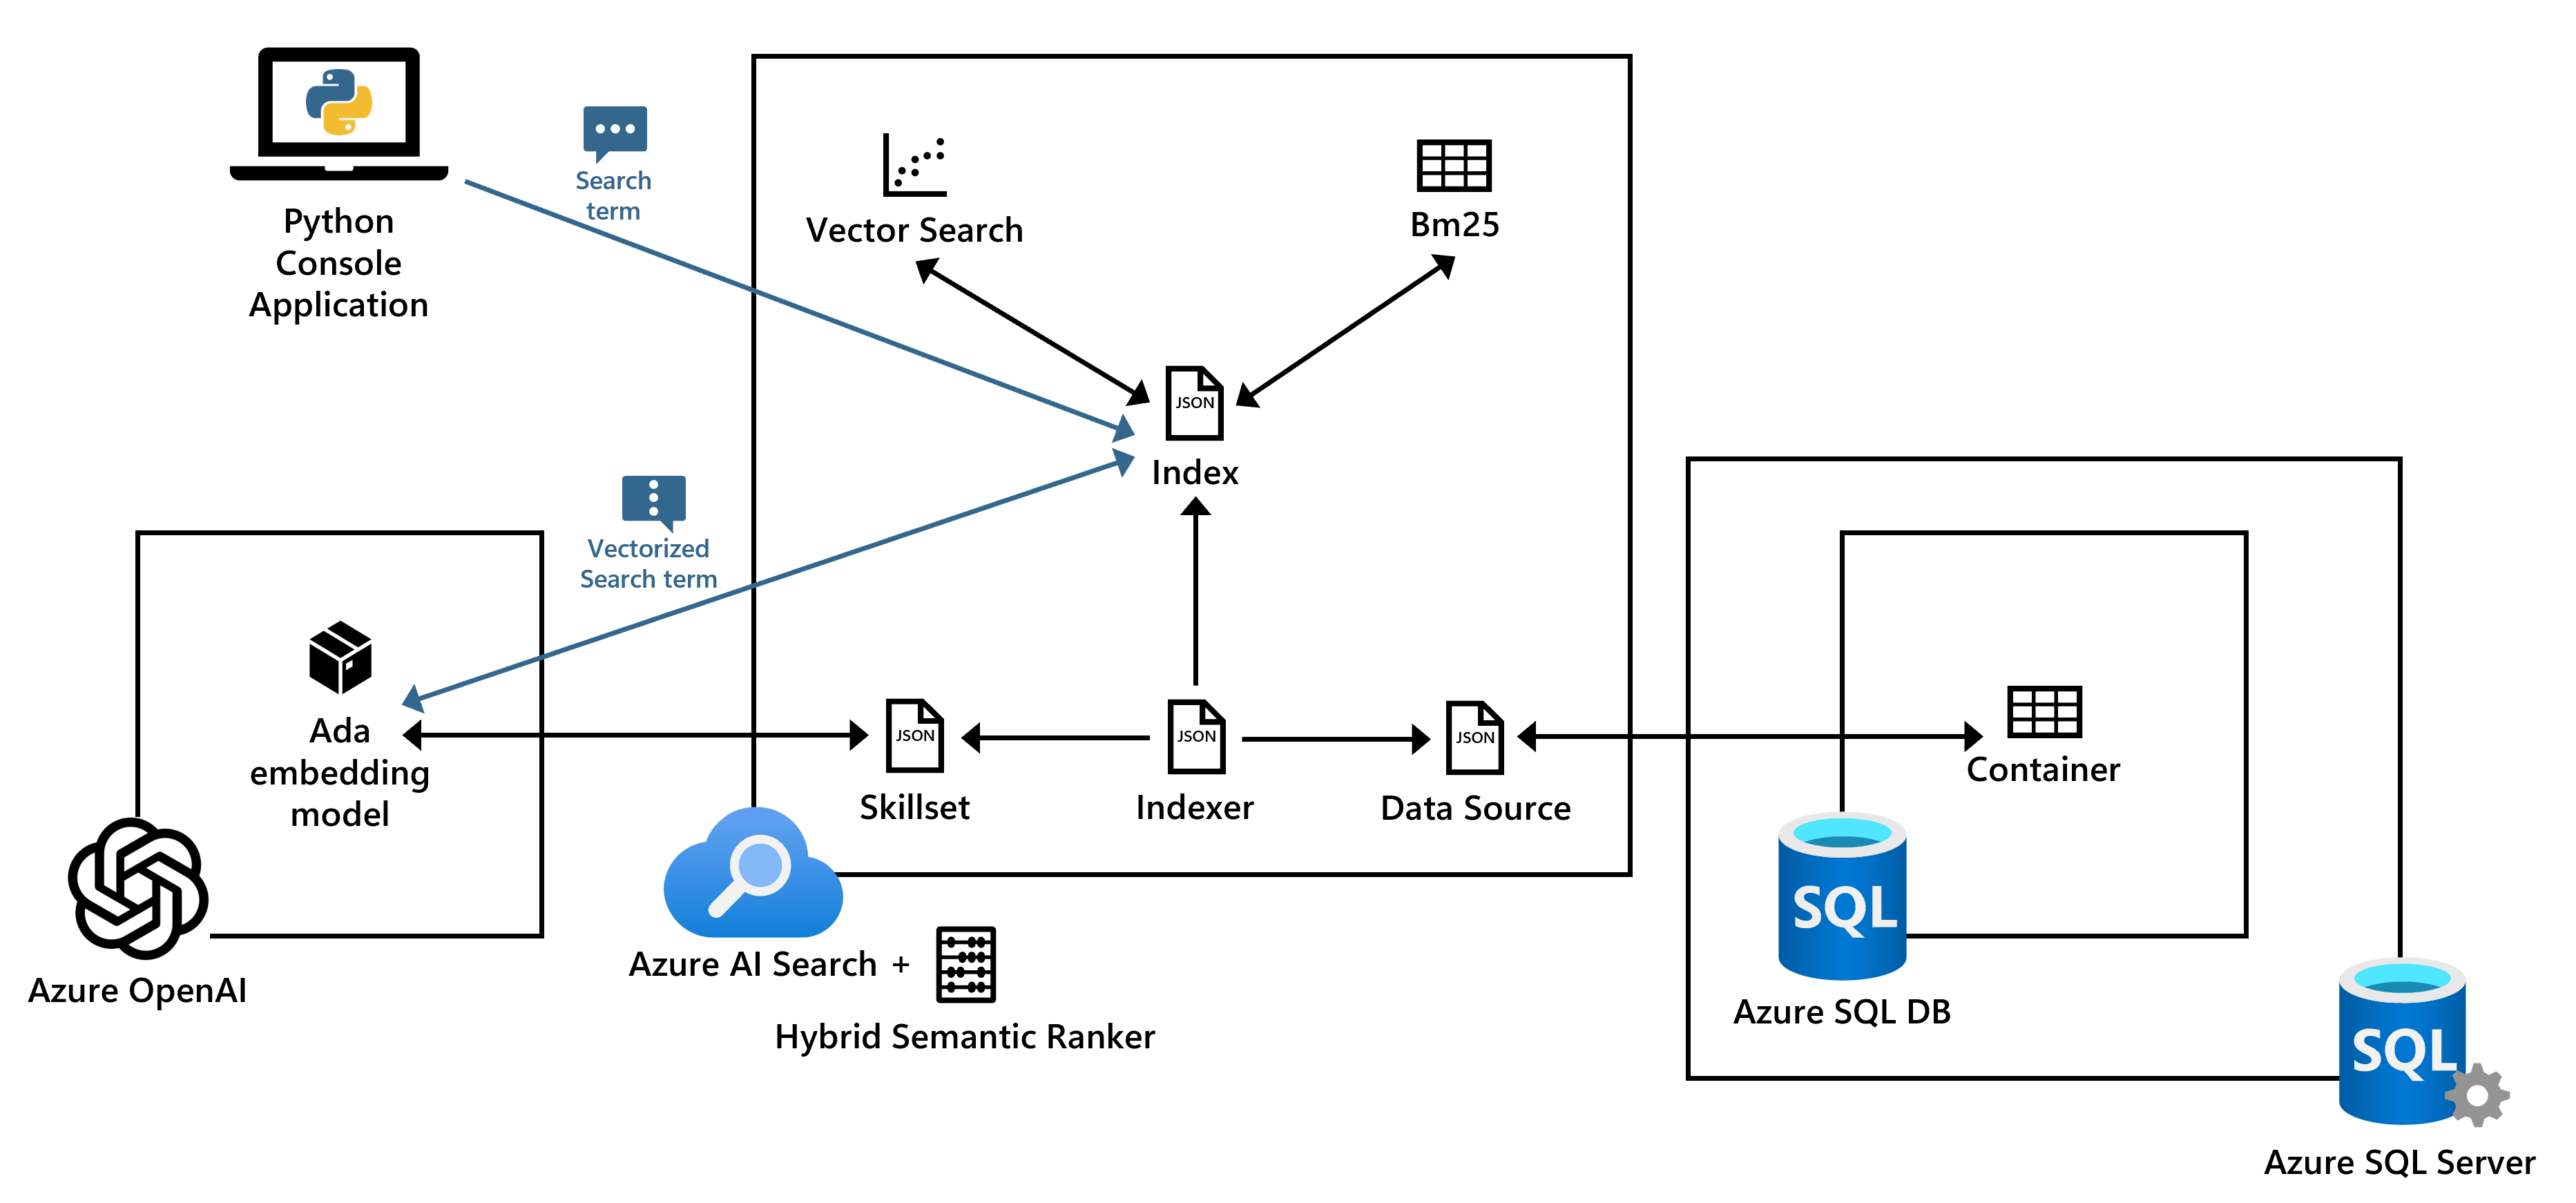 Python
Console
Application
Search
term
Vector Search
Bm25
JSON
Index
Vectorized
Search term
Ada
embedding
model
JSON
Skillset
JSON
Indexer
JSON
Data Source
Container
Azure OpenAI
Azure AI Search +
Hybrid Semantic Ranker
SQL
Azure SQL DB
SQL
Azure SQL Server